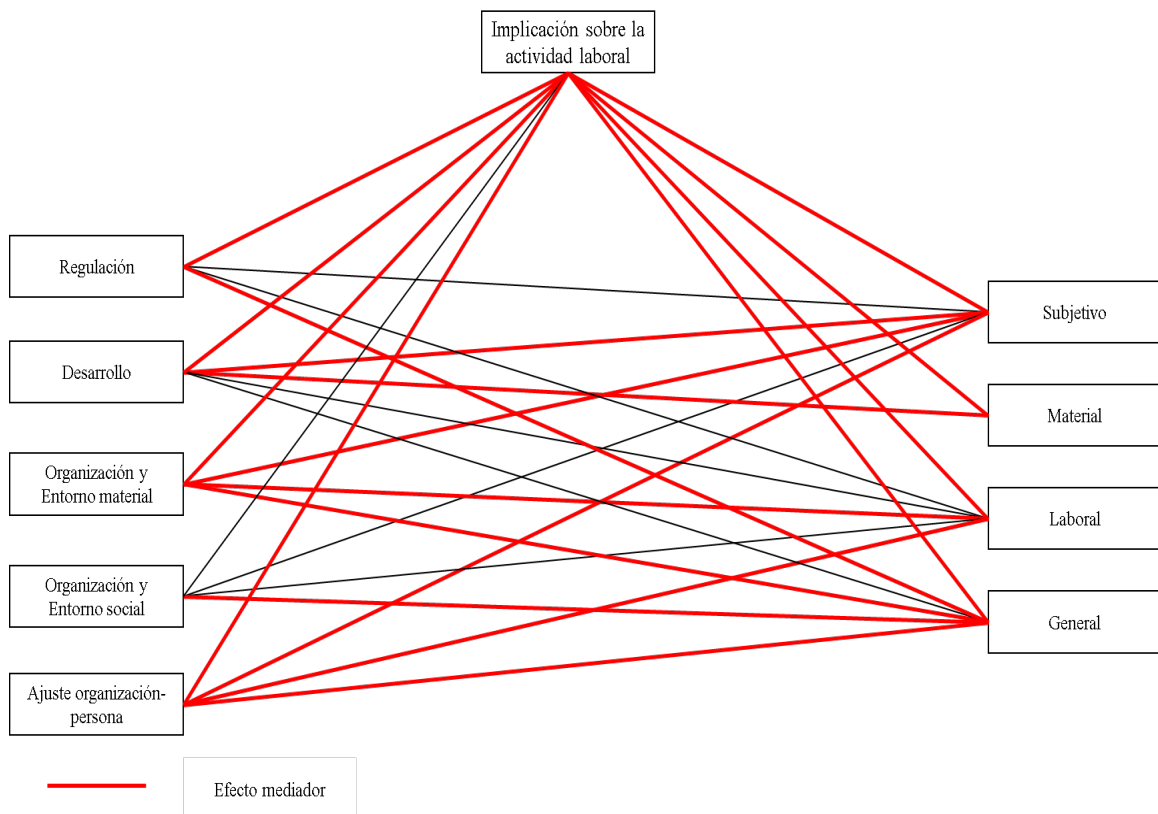 Implicación sobre la
actividad laboral
Regulación
Subjetivo
Desarrollo
Material
Organización y
Entorno material
Laboral
Organización y
Entorno social
General
Ajuste organización-
persona
Efecto mediador